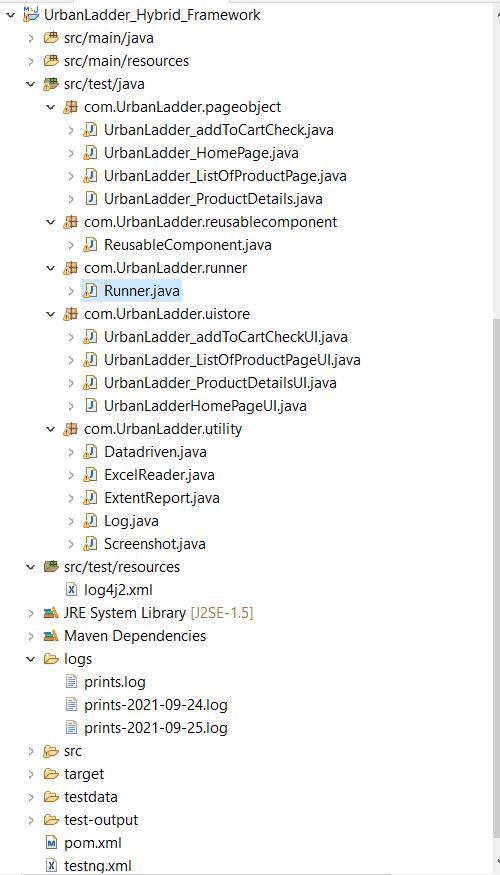 UrbanLadder_Hybrid_Framework
src/main/java
src/main/resources
src/test/java
com.UrbanLadder.pageobject
UrbanLadder_addToCartCheck.java
UrbanLadder_HomePage.java
UrbanLadder_ListOfProductPage.java
UrbanLadder_ProductDetails.java
com.UrbanLadder.reusablecomponent
ReusableComponent.java
com.UrbanLadder.runner
Runner.java
com.UrbanLadder.uistore
UrbanLadder_addToCartCheckUI.java
UrbanLadder_ListOfProductPageUI.java
UrbanLadder_ProductDetailsUI.java
UrbanLadderHomePageUI.java
com.UrbanLadder.utility
Datadriven.java
ExcelReader.java
ExtentReport.java
Log.java
Screenshot.java
src/test/resources
log4j2.xml
JRE System Library [J2SE-1.5]
Maven Dependencies
logs
prints.log
prints-2021-09-24.log
prints-2021-09-25.log
src
target
testdata
test-output
pom.xml
testng.xml